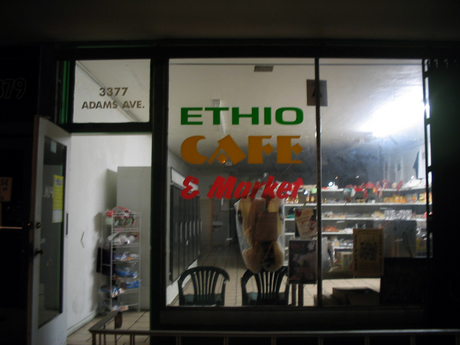 3377
ADAMS AVE.
ETHIO
CAFE
& Market